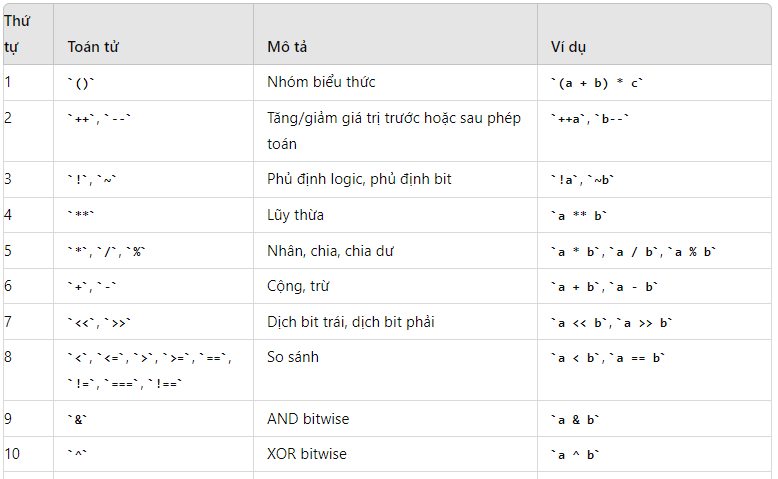 Thứ
tự Toán tử Mô tả Ví dụ
1 `()` Nhóm biểu thức `(a + b) * c`
2 `++`, `--` Tăng/giảm giá trị trước hoặc sau phép `++a`, `b--`
toán
3 `!`, `~` Phủ định logic, phủ định bit `!a`, `~b`
4 `**` Lũy thừa `a ** b`
5 `*`, `/`, `%` Nhân, chia, chia dư `a * b`, `a / b`, `a % b`
6 `+`, `-` Cộng, trừ `a + b`, `a - b`
7 `<<`, `>>` Dịch bit trái, dịch bit phải `a << b`, `a >> b`
8 `<`, `<=`, `>`, `>=`, `==`, So sánh `a < b`, `a == b`
`!=`, `===`, `!==`
9 `&` AND bitwise `a & b`
10 `^` XOR bitwise `a ^ b`